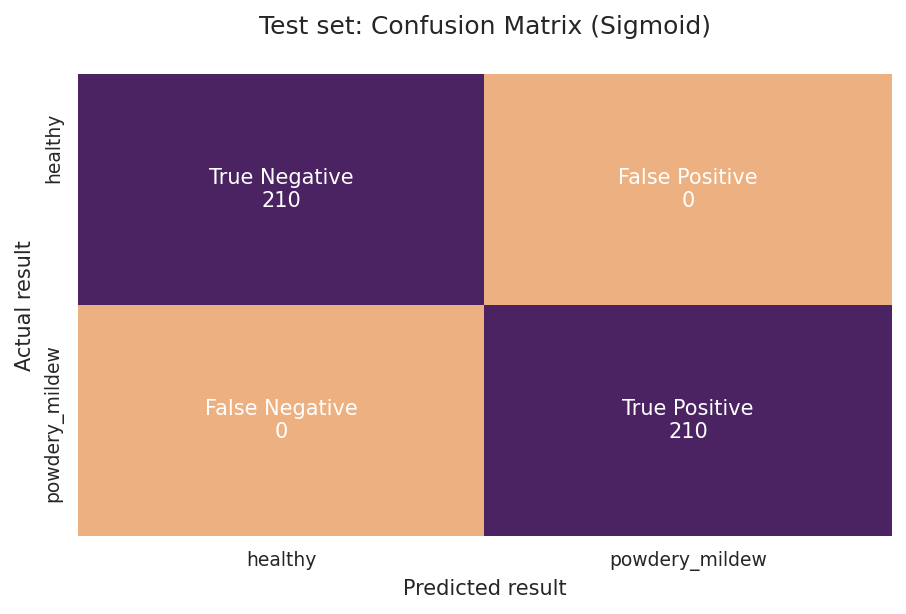 Test set: Confusion Matrix (Sigmoid)
Actual result
healthy
True Negative
210
False Positive
0
powdery_mildew
False Negative
0
True Positive
210
healthy
powdery_mildew
Predicted result